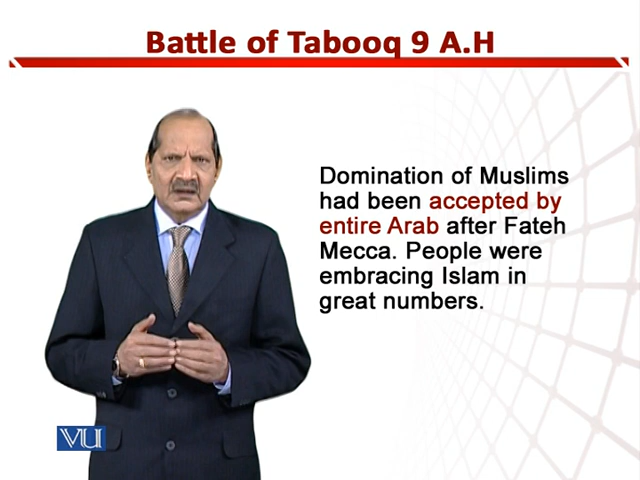 Battle of Tabooq 9 A.H
Domination of Muslims
had been accepted by
entire Arab after Fateh
Mecca. People were
embracing Islam in
great numbers.
VU